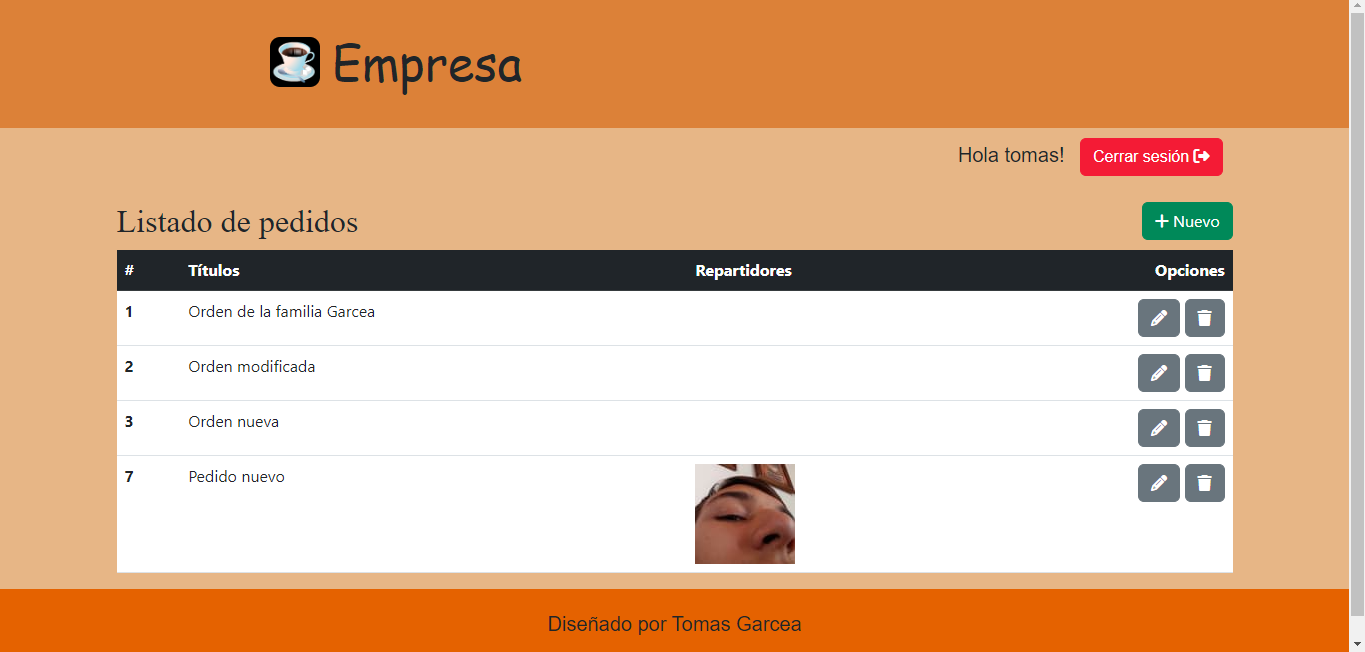 Empresa
Hola tomas! Cerrar sesión
Listado de pedidos Nuevo
# Títulos Repartidores Opciones
1 Orden de la familia Garcea
2 Orden modificada
3 Orden nueva
7 Pedido nuevo
Diseñado por Tomas Garcea